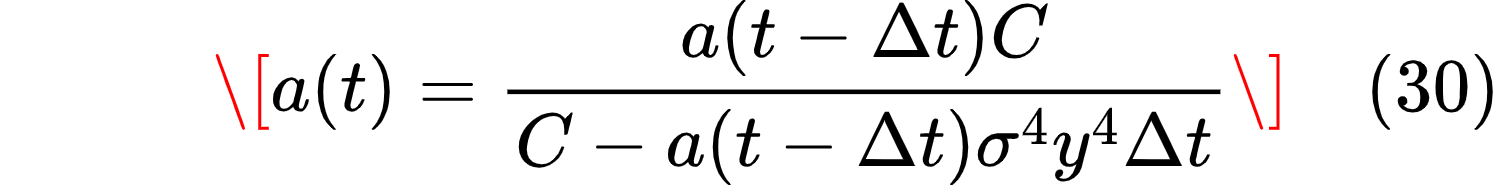 \[a(t) = \frac{a(t - \Delta t)C}{C - a(t - \Delta t)\sigma^4 y^4 \Delta t}\] (30)